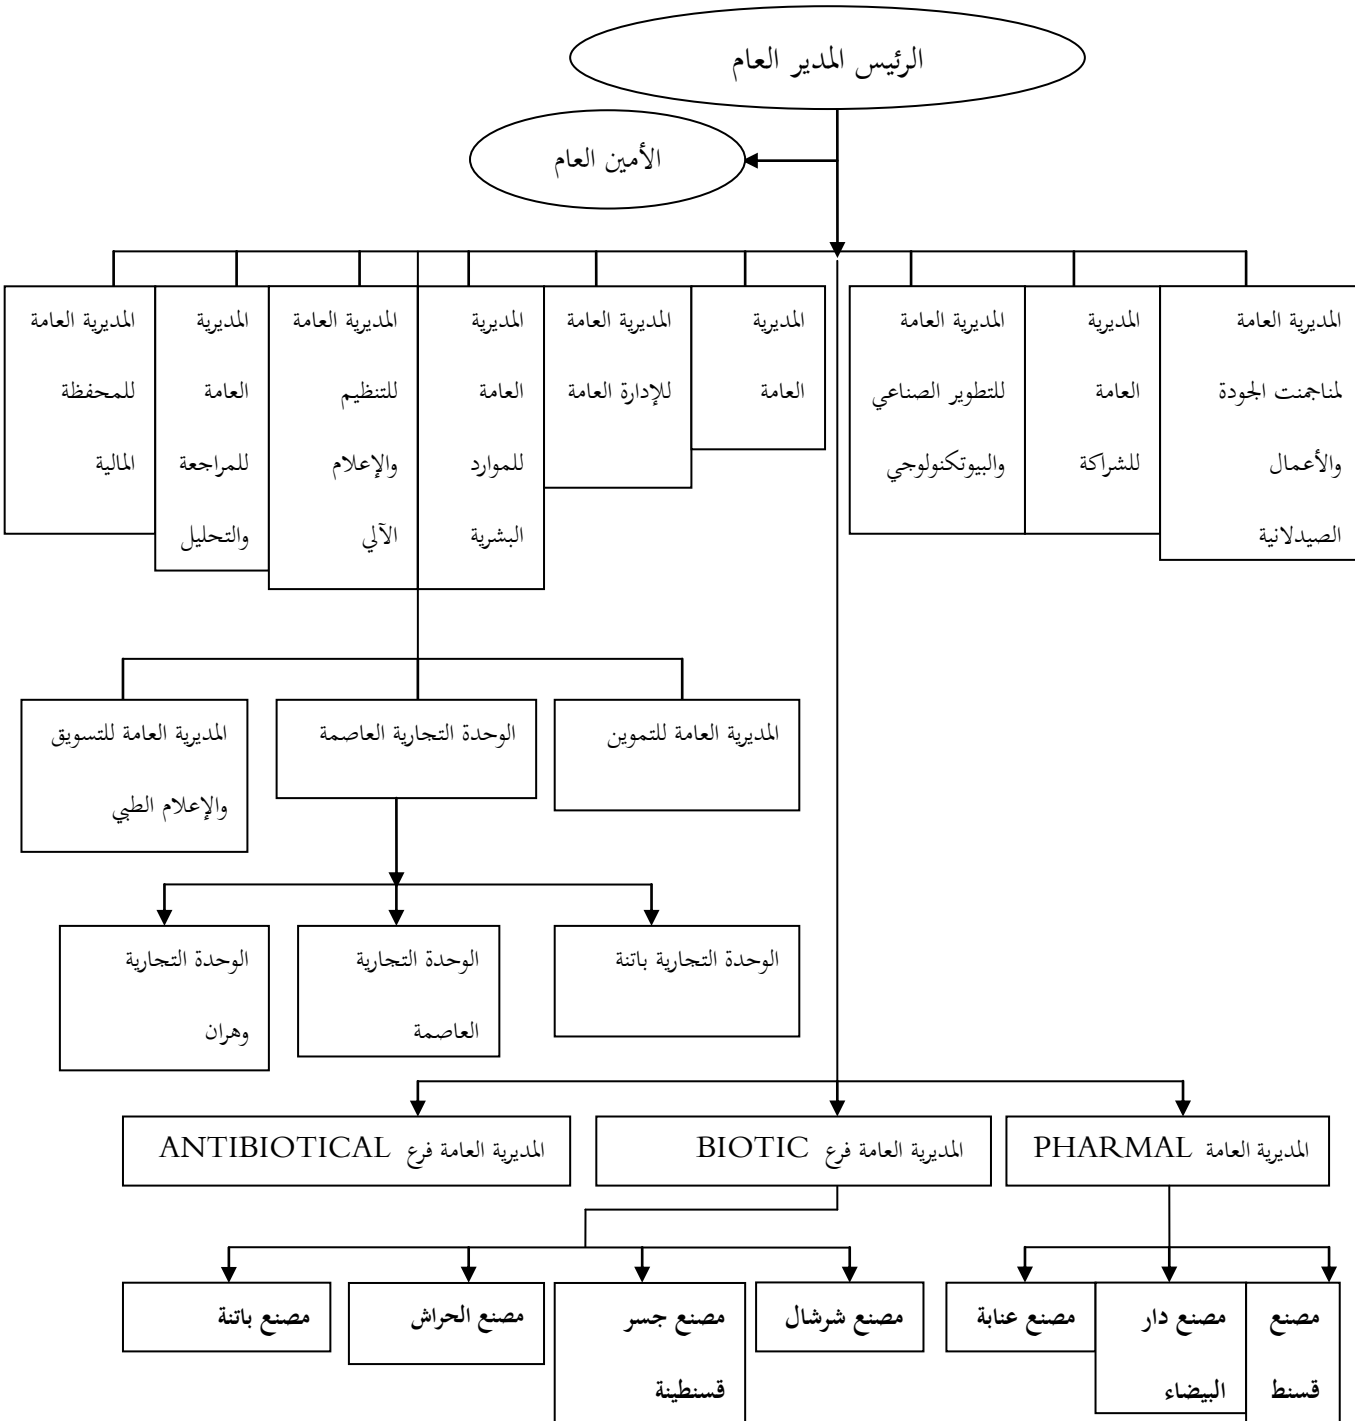 الرئيس المدير العام
الأمين العام
المديرية العامة
لمناجمنت الجودة
والأعمال
الصيدلانية
المديرية
العامة
للشراكة
المديرية العامة
للتطوير الصناعي
والبيوتكنولوجي
المديرية
العامة
المديرية العامة
للإدارة العامة
المديرية
العامة
للموارد
البشرية
المديرية العامة
للتنظيم
والإعلام
الآلي
المديرية
العامة
للمراجعة
والتحليل
المديرية العامة
للمحفظة
المالية
المديرية العامة للتموين
الوحدة التجارية العاصمة
المديرية العامة للتسويق
والإعلام الطبي
الوحدة التجارية باتنة
الوحدة التجارية
العاصمة
الوحدة التجارية
وهران
المديرية العامة PHARMAL
المديرية العامة فرع BIOTIC
المديرية العامة فرع ANTIBIOTICAL
مصنع
قسنط
مصنع دار
البيضاء
مصنع عنابة
مصنع شرشال
مصنع جسر
قسنطينة
مصنع الحراش
مصنع باتنة